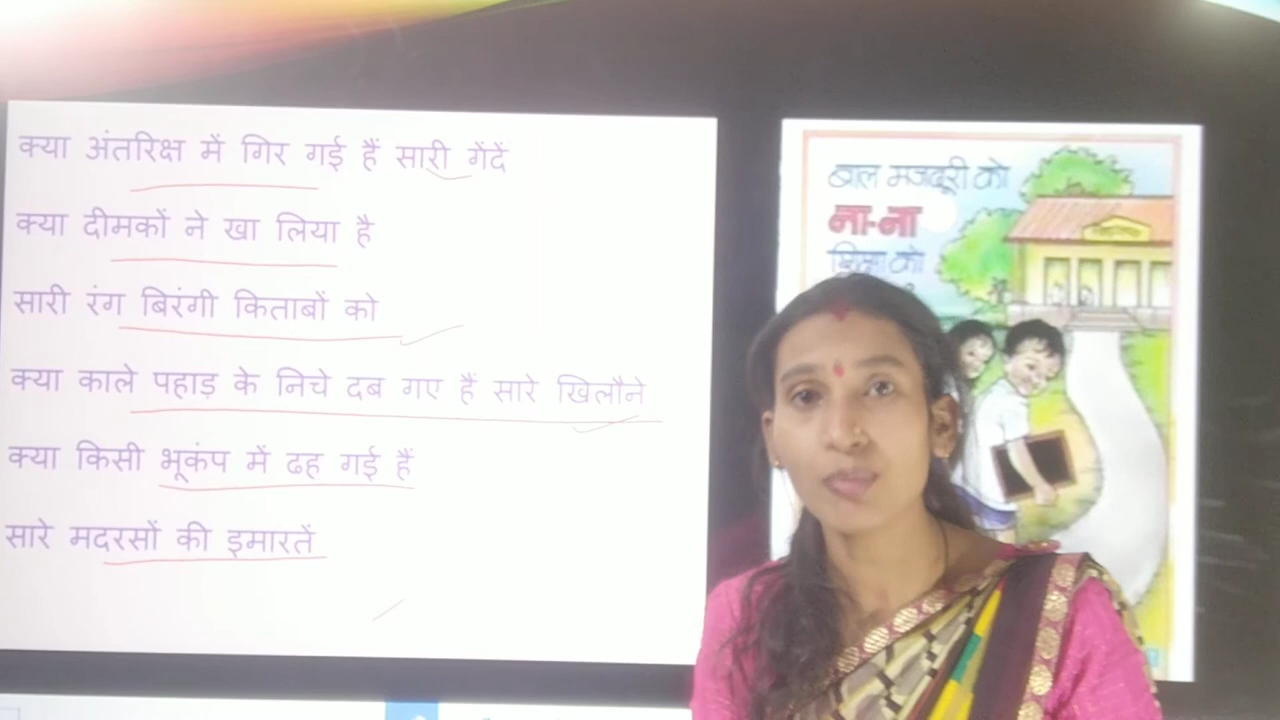 क्या अंतरिक्ष में गिर गई हैं सारी गेंदें
क्या दीमकों ने खा लिया है
सारी रंग बिरंगी किताबों को
क्या काले पहाड़ के निचे दब गए हैं सारे खिलौने
क्या किसी भूकंप में ढह गई हैं
सारे मदरसों की इमारतें
बाल मजदूरी को
ना-ना
शिक्षा को